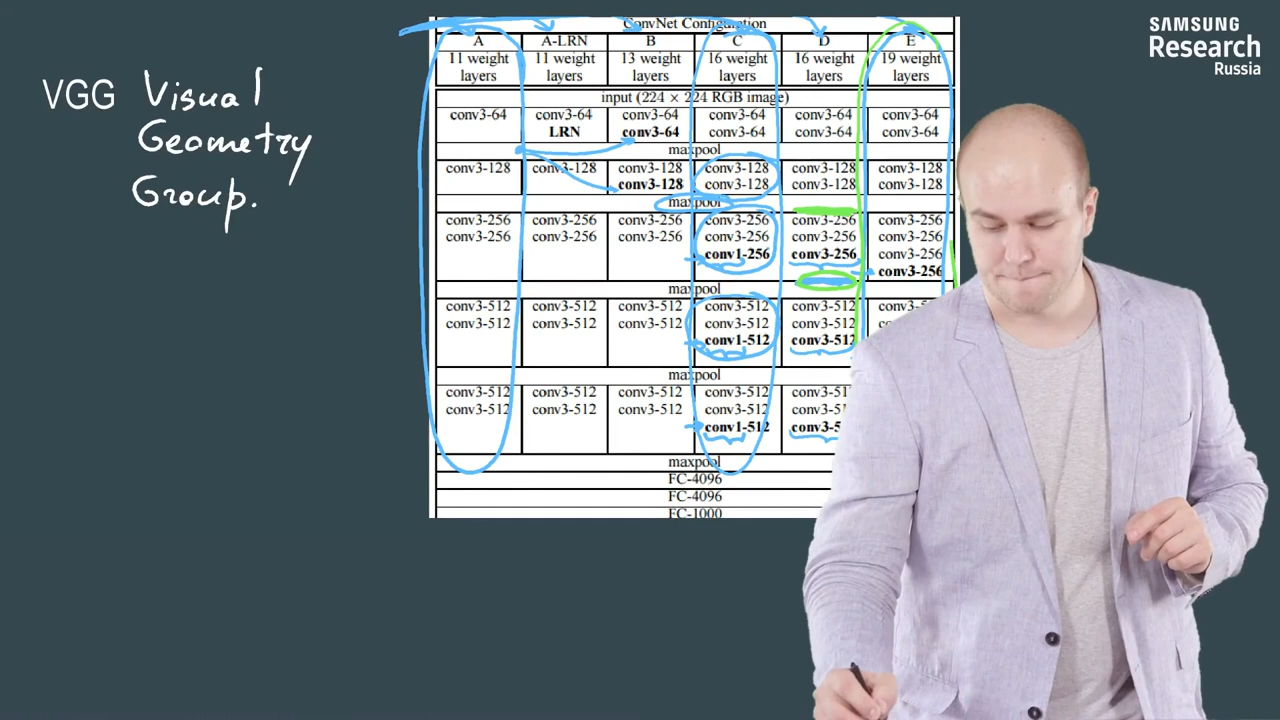 SAMSUNG
Research
Russia
VGG Visual
Geometry
Group.
ConvNet Configuration
A A-LRN B C D E
11 weight 11 weight 13 weight 16 weight 16 weight 19 weight
layers layers layers layers layers layers
input (224 × 224 RGB image)
conv3-64 conv3-64 conv3-64 conv3-64 conv3-64 conv3-64
LRN conv3-64 conv3-64 conv3-64 conv3-64
maxpool
conv3-128 conv3-128 conv3-128 conv3-128 conv3-128 conv3-128
conv3-128 conv3-128 conv3-128 conv3-128
maxpool
conv3-256 conv3-256 conv3-256 conv3-256 conv3-256 conv3-256
conv3-256 conv3-256 conv3-256 conv3-256 conv3-256 conv3-256
conv1-256 conv3-256 conv3-256
conv3-256
maxpool
conv3-512 conv3-512 conv3-512 conv3-512 conv3-512
conv3-512 conv3-512 conv3-512 conv3-512 conv3-512
conv1-512 conv3-512
maxpool
conv3-512 conv3-512 conv3-512 conv3-512
conv3-512 conv3-512 conv3-512 conv3-512
conv1-512
maxpool
FC-4096
FC-4096
FC-1000